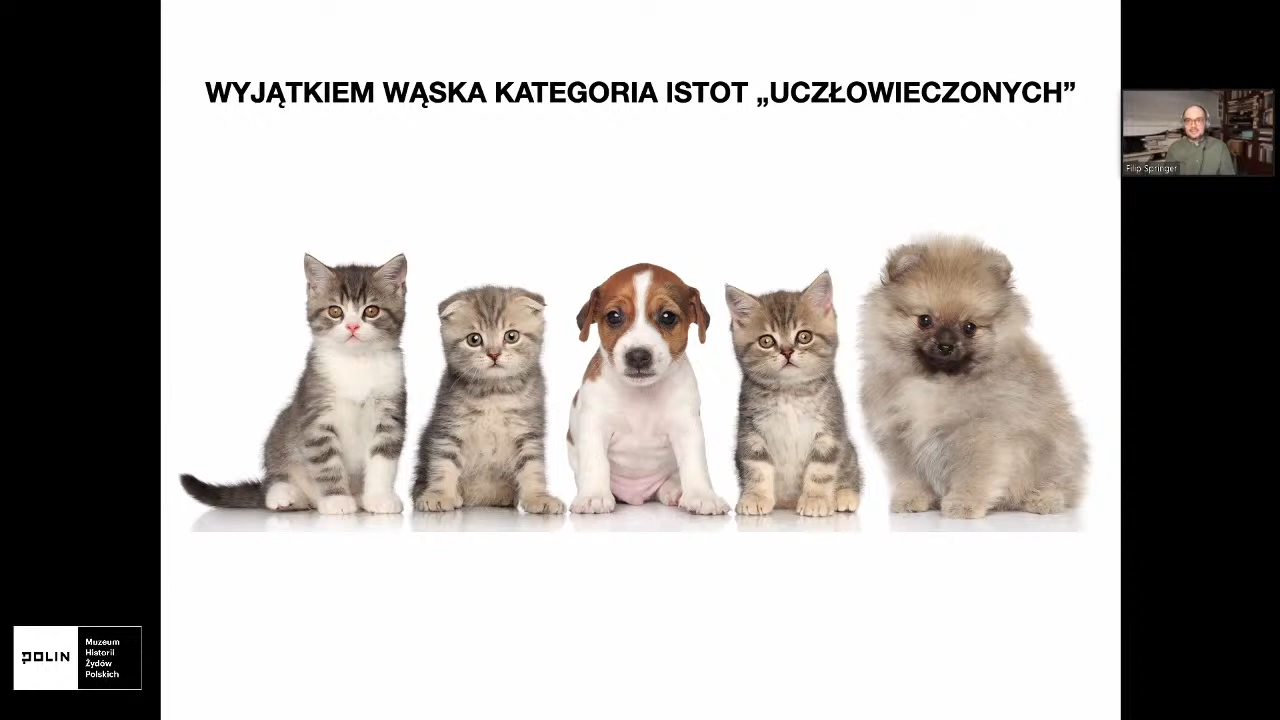 WYJĄTKIEM WĄSKA KATEGORIA ISTOT „UCZŁOWIECZONYCH”
Filip Springer
POLIN
Muzeum
Historii
Żydów
Polskich